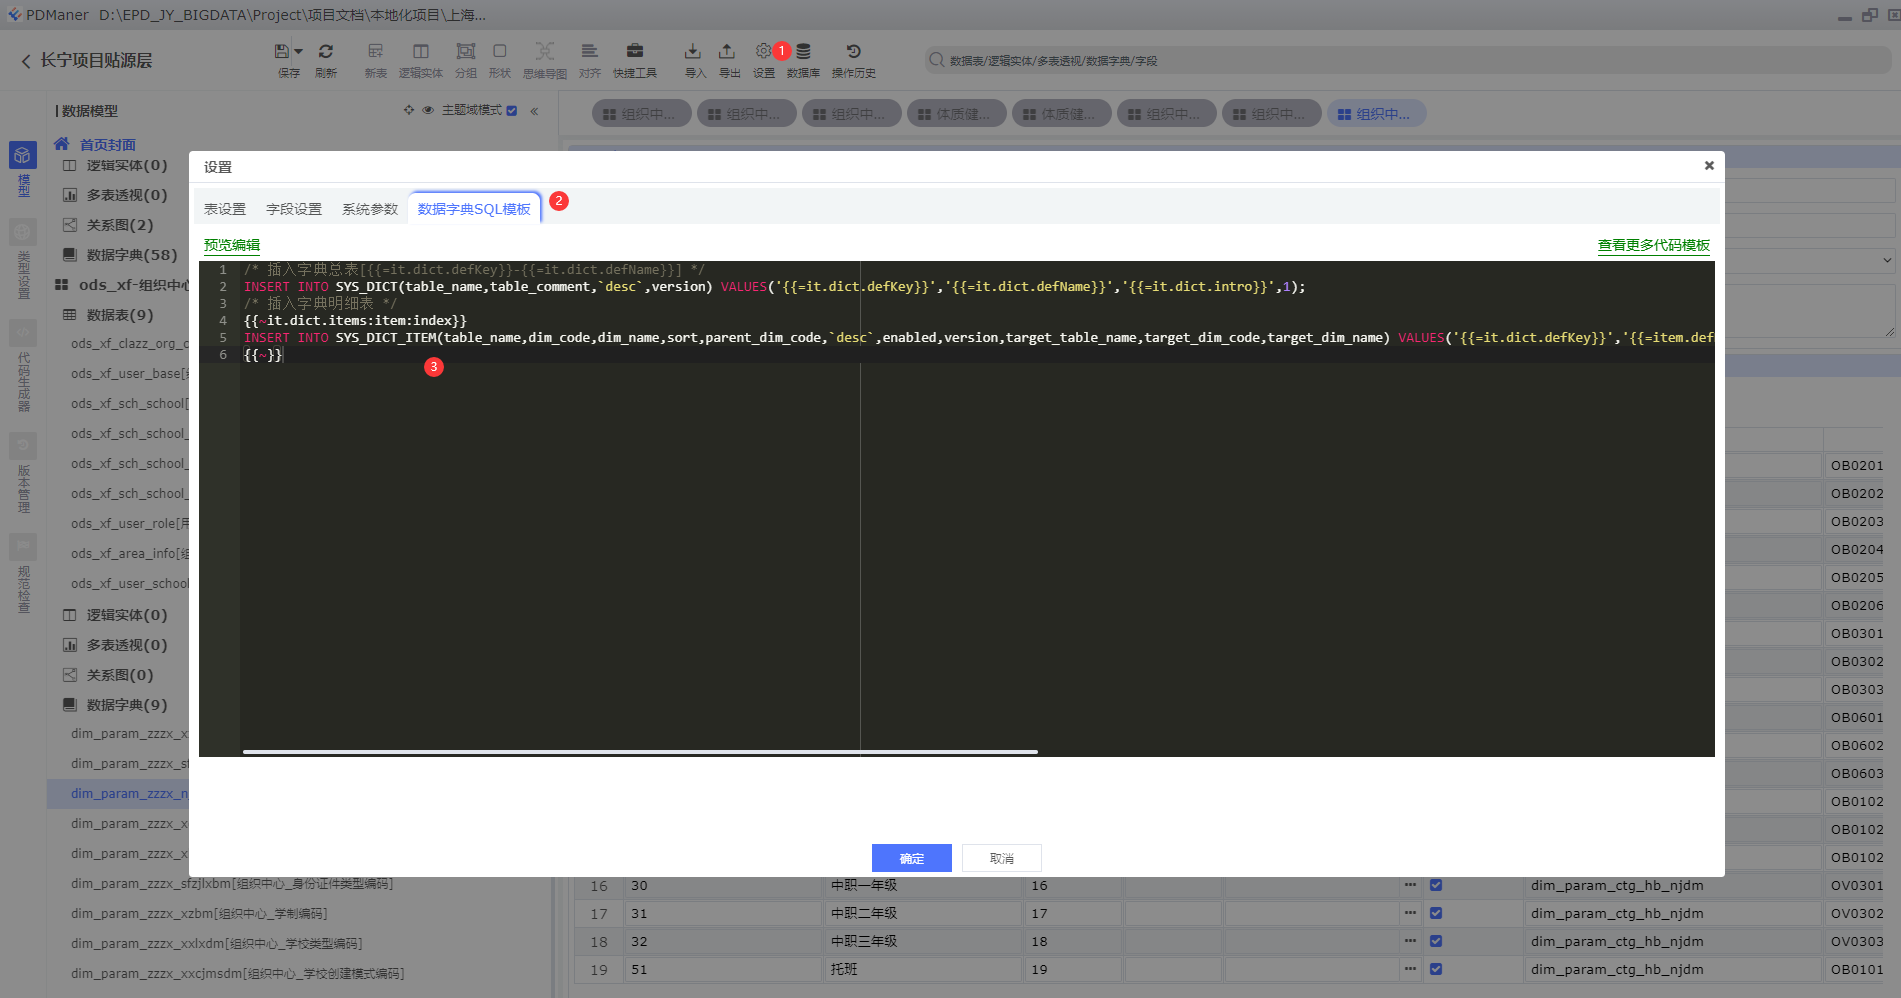 PDManer D:\EPD_JY_BIGDATA\Project\项目文档\本地化项目\上海...
长宁项目贴源层
保存 刷新 新表 逻辑实体 分组 形状 思维导图 对齐 快捷工具 导入 导出 设置 1 数据库 操作历史
数据表/逻辑实体/多表透视/数据字典/字段
数据模型
主题域模式
组织中... 组织中... 组织中... 体质健... 体质健... 组织中... 组织中... 组织中...
模型
类型设置
代码生成器
版本管理
规范检查
首页封面
逻辑实体(0)
多表透视(0)
关系图(2)
数据字典(58)
ods_xf-组织中心
数据表(9)
ods_xf_clazz_org_c
ods_xf_user_base[
ods_xf_sch_school[
ods_xf_sch_school_
ods_xf_sch_school_
ods_xf_sch_school_
ods_xf_user_role[用
ods_xf_area_info[组
ods_xf_user_school
逻辑实体(0)
多表透视(0)
关系图(0)
数据字典(9)
dim_param_zzzx_x
dim_param_zzzx_sf
dim_param_zzzx_n
dim_param_zzzx_x
dim_param_zzzx_x
dim_param_zzzx_sfzjlxbm[组织中心_身份证件类型编码]
dim_param_zzzx_xzbm[组织中心_学制编码]
dim_param_zzzx_xxlxdm[组织中心_学校类型编码]
dim_param_zzzx_xxcjmsdm[组织中心_学校创建模式编码]
设置
表设置 字段设置 系统参数 数据字典SQL模板 2
预览编辑 查看更多代码模板
1 /* 插入字典总表[{{=it.dict.defKey}}-{{=it.dict.defName}}] */
2 INSERT INTO SYS_DICT(table_name,table_comment,`desc`,version) VALUES('{{=it.dict.defKey}}','{{=it.dict.defName}}','{{=it.dict.intro}}',1);
3 /* 插入字典明细表 */
4 {{~it.dict.items:item:index}}
5 INSERT INTO SYS_DICT_ITEM(table_name,dim_code,dim_name,sort,parent_dim_code,`desc`,enabled,version,target_table_name,target_dim_code,target_dim_name) VALUES('{{=it.dict.defKey}}','{{=item.def
6 {{~}}
3
确定 取消
OB0201
OB0202
OB0203
OB0204
OB0205
OB0206
OB0301
OB0302
OB0303
OB0601
OB0602
OB0603
OB0102
OB0102
OB0102
16 30 中职一年级 16 ... dim_param_ctg_hb_njdm OV0301
17 31 中职二年级 17 ... dim_param_ctg_hb_njdm OV0302
18 32 中职三年级 18 ... dim_param_ctg_hb_njdm OV0303
19 51 托班 19 ... dim_param_ctg_hb_njdm OB0101